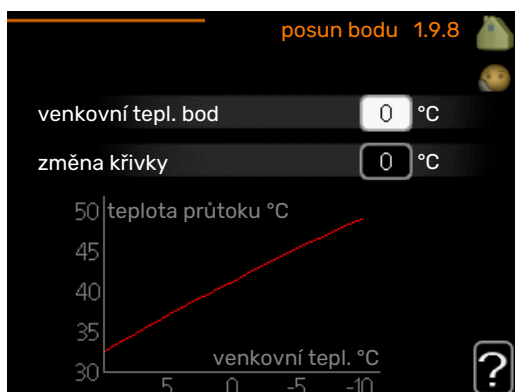 posun bodu 1.9.8
venkovní tepl. bod 0 °C
změna křivky 0 °C
teplota průtoku °C
50
45
40
35
30
venkovní tepl. °C
5 0 -5 -10
?